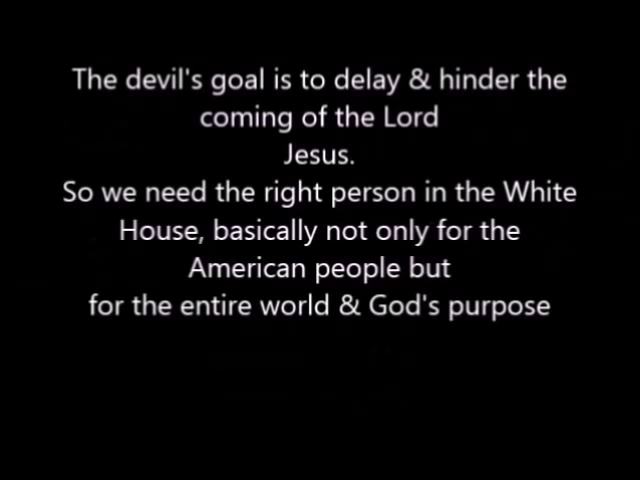 The devil's goal is to delay & hinder the
coming of the Lord
Jesus.
So we need the right person in the White
House, basically not only for the
American people but
for the entire world & God's purpose